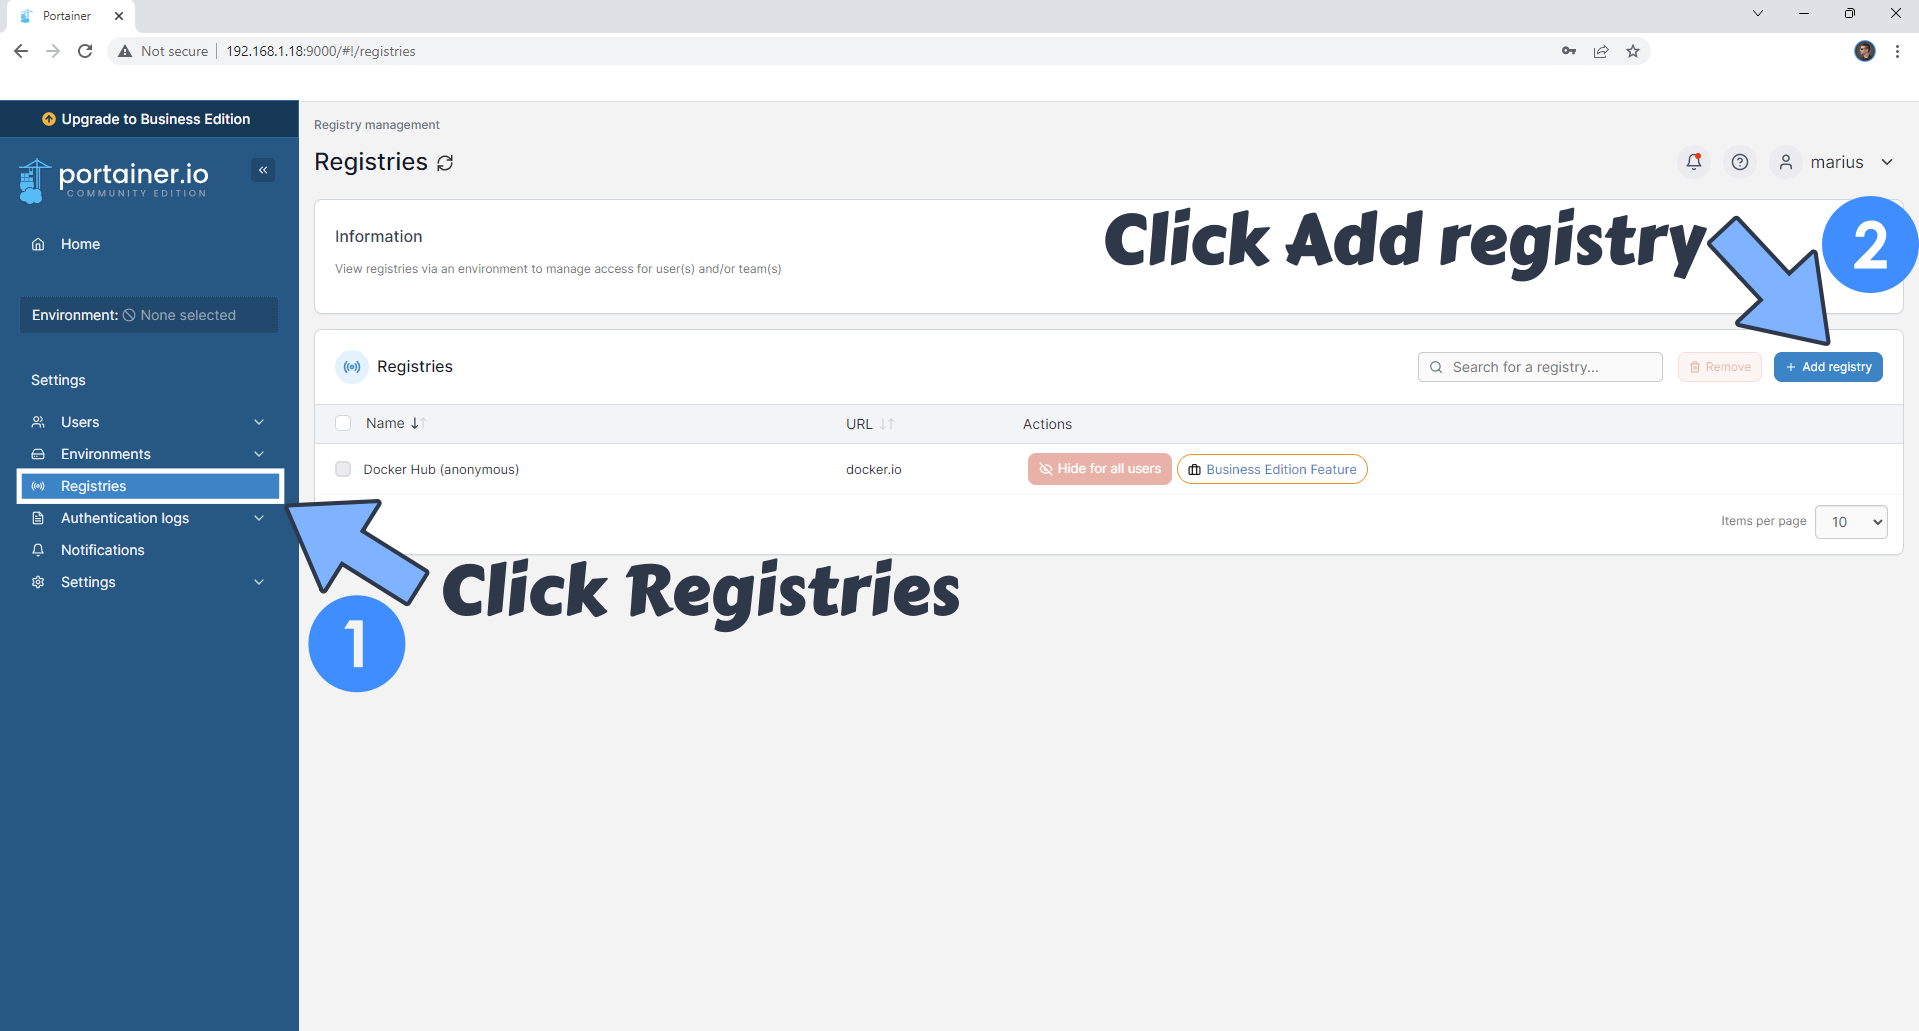 Portainer
Not secure
192.168.1.18:9000/#!/registries
Upgrade to Business Edition
portainer.io
COMMUNITY EDITION
Home
Environment: None selected
Settings
Users
Environments
Registries
Authentication logs
Notifications
Settings
Registry management
Registries
marius
Information
View registries via an environment to manage access for user(s) and/or team(s)
Click Add registry
2
Registries
Search for a registry...
Remove
+ Add registry
Name
URL
Actions
Docker Hub (anonymous)
docker.io
Hide for all users
Business Edition Feature
Items per page
10
Click Registries
1